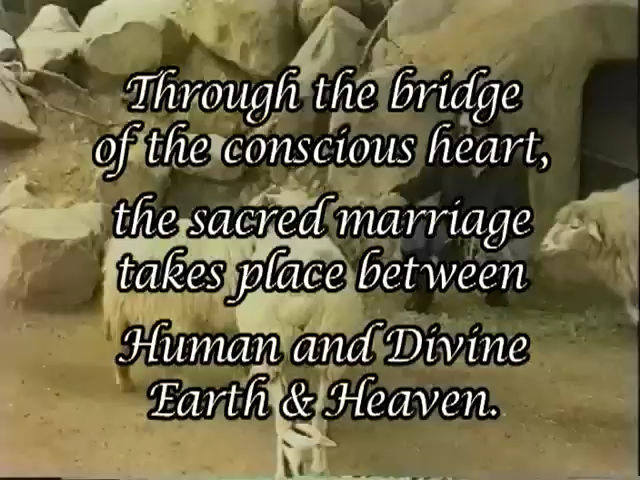 Through the bridge
of the conscious heart,
the sacred marriage
takes place between
Human and Divine
Earth & Heaven.